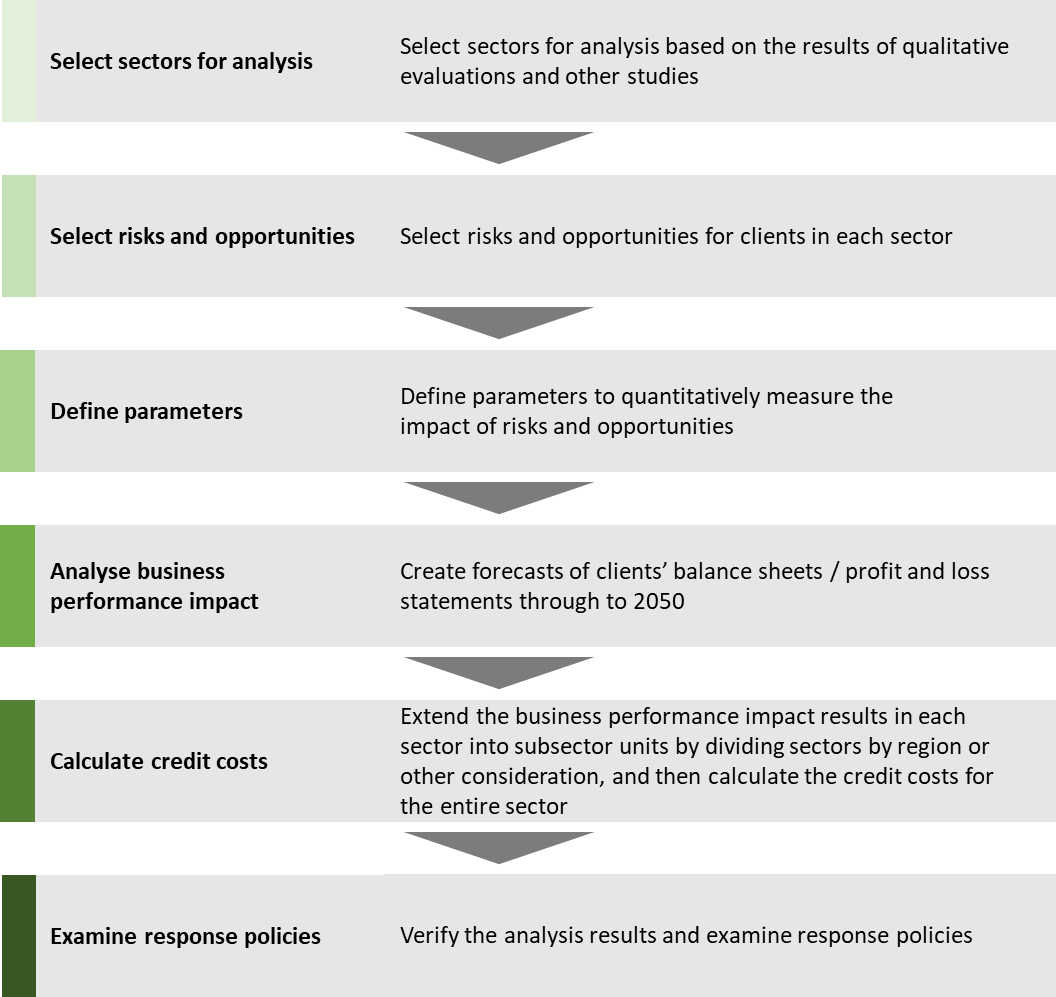 Select sectors for analysis
Select sectors for analysis based on the results of qualitative
evaluations and other studies
Select risks and opportunities
Select risks and opportunities for clients in each sector
Define parameters
Define parameters to quantitatively measure the
impact of risks and opportunities
Analyse business
performance impact
Create forecasts of clients’ balance sheets / profit and loss
statements through to 2050
Calculate credit costs
Extend the business performance impact results in each
sector into subsector units by dividing sectors by region or
other consideration, and then calculate the credit costs for
the entire sector
Examine response policies
Verify the analysis results and examine response policies